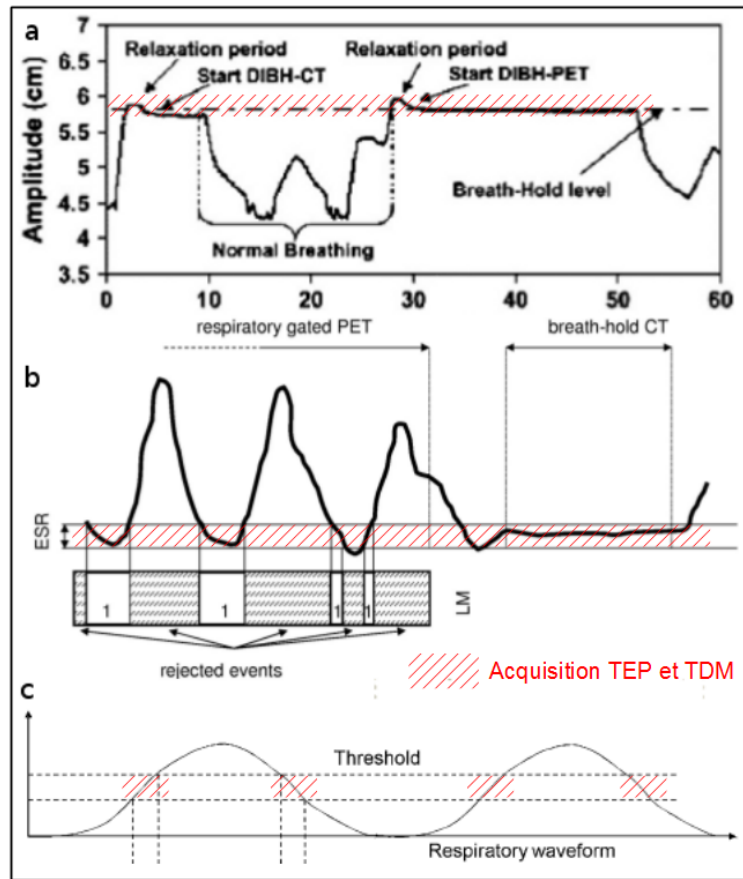 a
7
6.5
6
5.5
5
4.5
4
3.5
Amplitude (cm)
Relaxation period
Start DIBH-CT
Relaxation period
Start DIBH-PET
Breath-Hold level
Normal Breathing
0 10 20 30 40 50 60
respiratory gated PET
breath-hold CT
b
ESR
1 1 1 1
LM
rejected events
Acquisition TEP et TDM
c
Threshold
Respiratory waveform